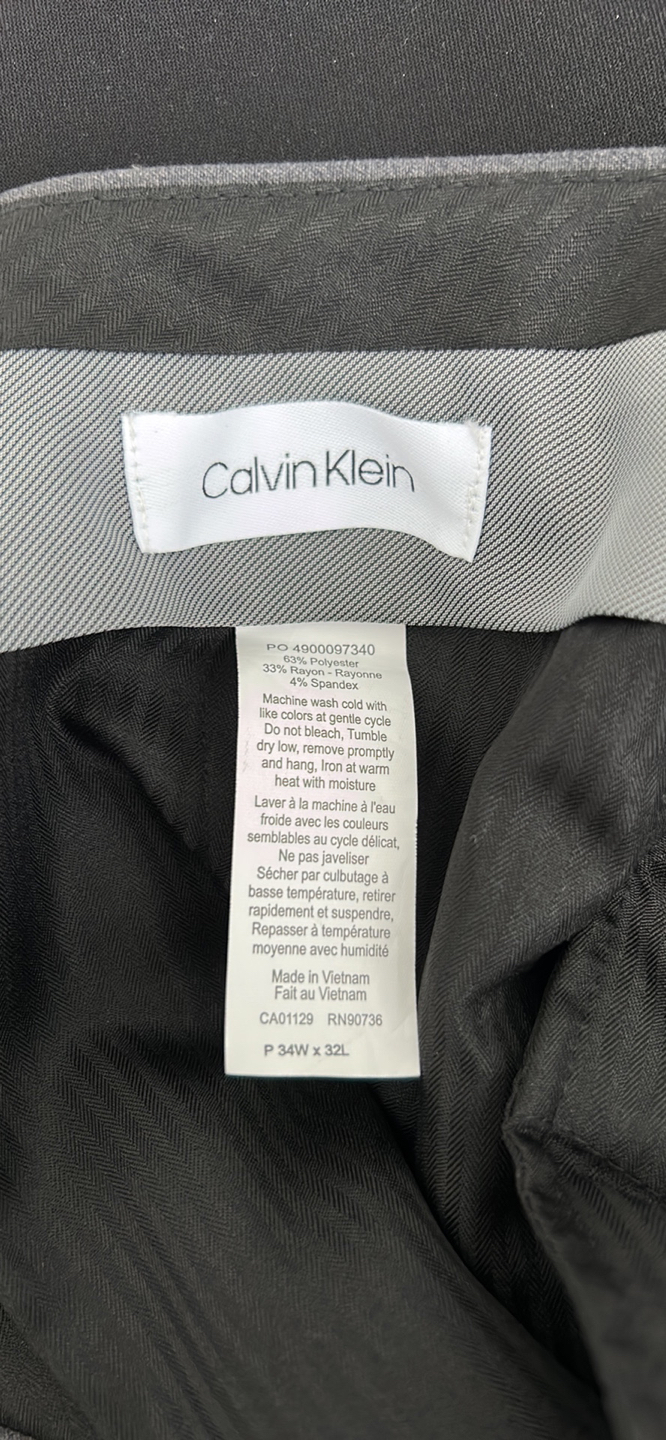 Calvin Klein
PO 4900097340
63% Polyester
33% Rayon - Rayonne
4% Spandex
Machine wash cold with
like colors at gentle cycle
Do not bleach, Tumble
dry low, remove promptly
and hang, Iron at warm
heat with moisture
Laver à la machine à l'eau
froide avec les couleurs
semblables au cycle délicat,
Ne pas javeliser
Sécher par culbutage à
basse température, retirer
rapidement et suspendre,
Repasser à température
moyenne avec humidité
Made in Vietnam
Fait au Vietnam
CA01129 RN90736
P 34W x 32L